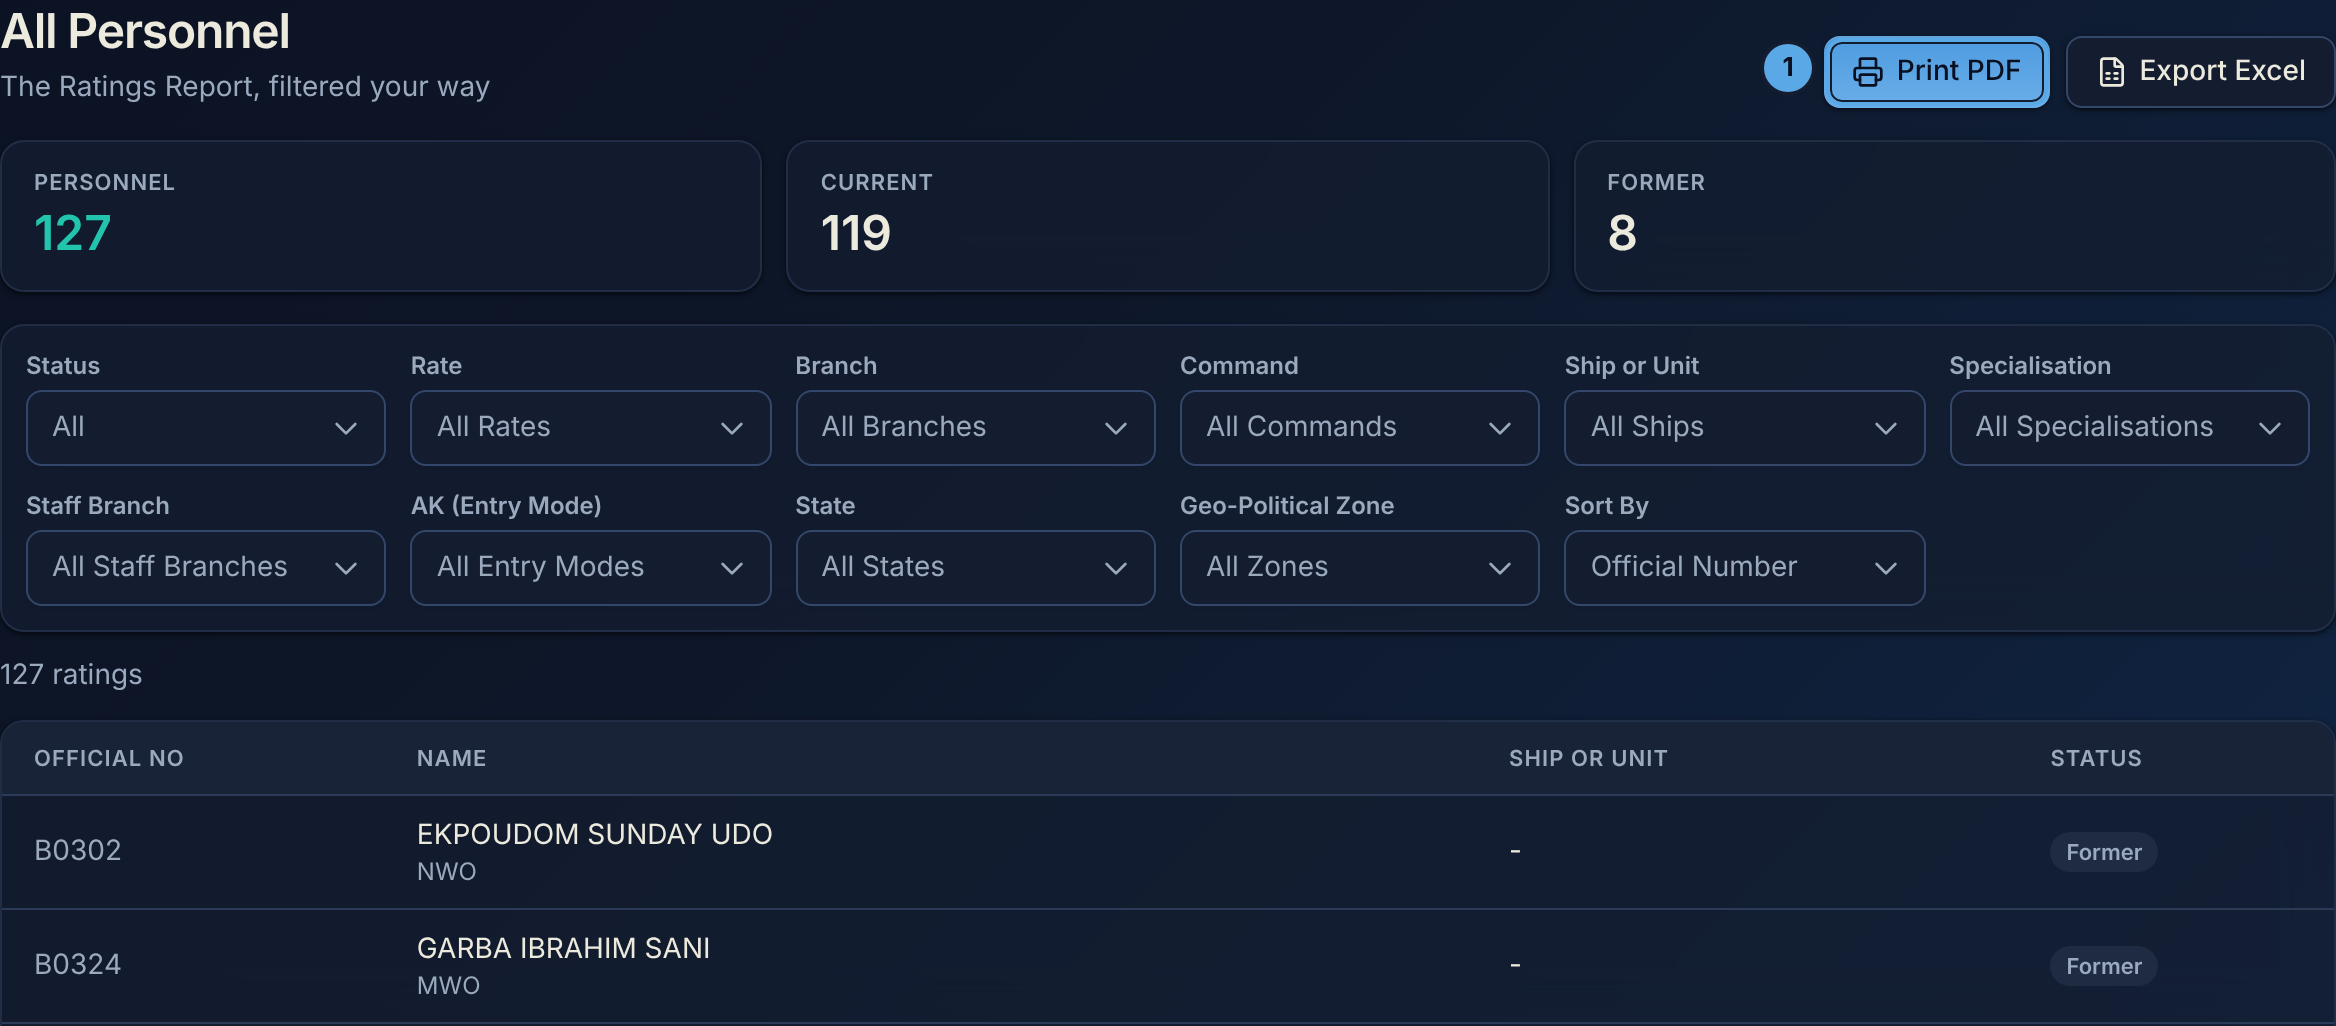 All Personnel
The Ratings Report, filtered your way
1
Print PDF
Export Excel
PERSONNEL
127
CURRENT
119
FORMER
8
Status
Rate
Branch
Command
Ship or Unit
Specialisation
All
All Rates
All Branches
All Commands
All Ships
All Specialisations
Staff Branch
AK (Entry Mode)
State
Geo-Political Zone
Sort By
All Staff Branches
All Entry Modes
All States
All Zones
Official Number
127 ratings
OFFICIAL NO
NAME
SHIP OR UNIT
STATUS
B0302
EKPOUDOM SUNDAY UDO
NWO
-
Former
B0324
GARBA IBRAHIM SANI
MWO
-
Former